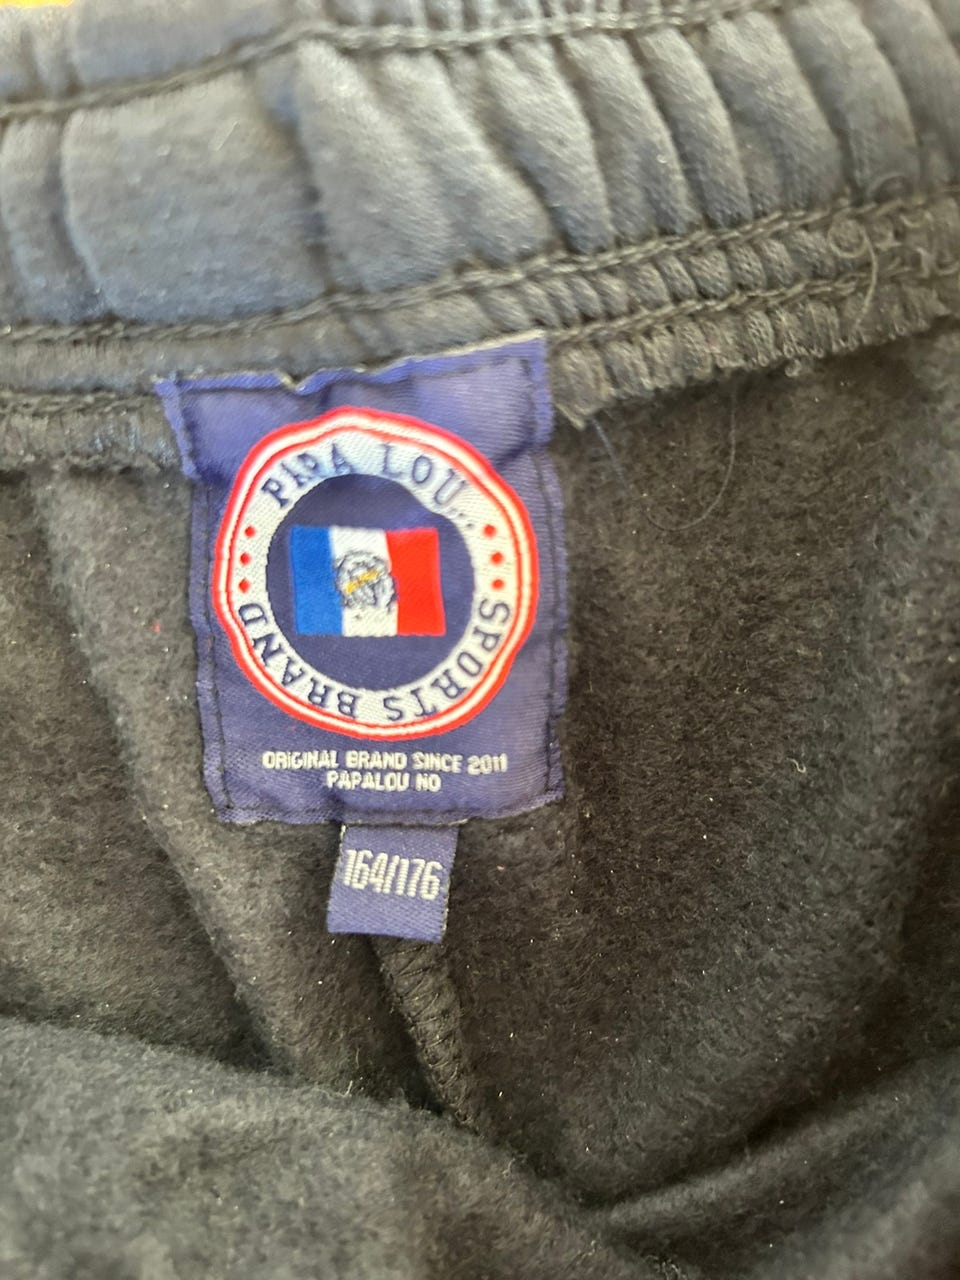 PAPA LOU...
SPORTS BRAND
ORIGINAL BRAND SINCE 2011
PAPALOU NO
164/176